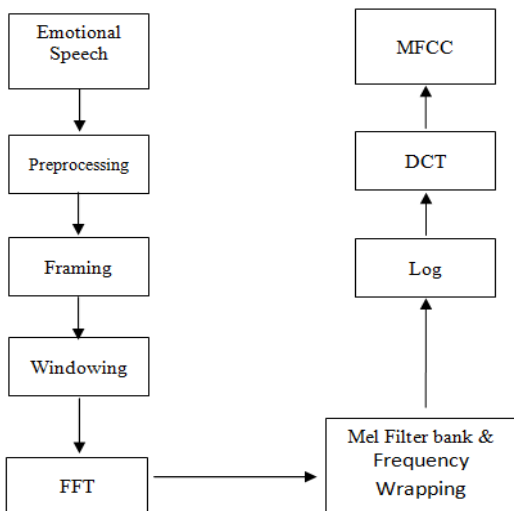 Emotional
Speech
Preprocessing
Framing
Windowing
FFT
Mel Filter bank &
Frequency
Wrapping
Log
DCT
MFCC